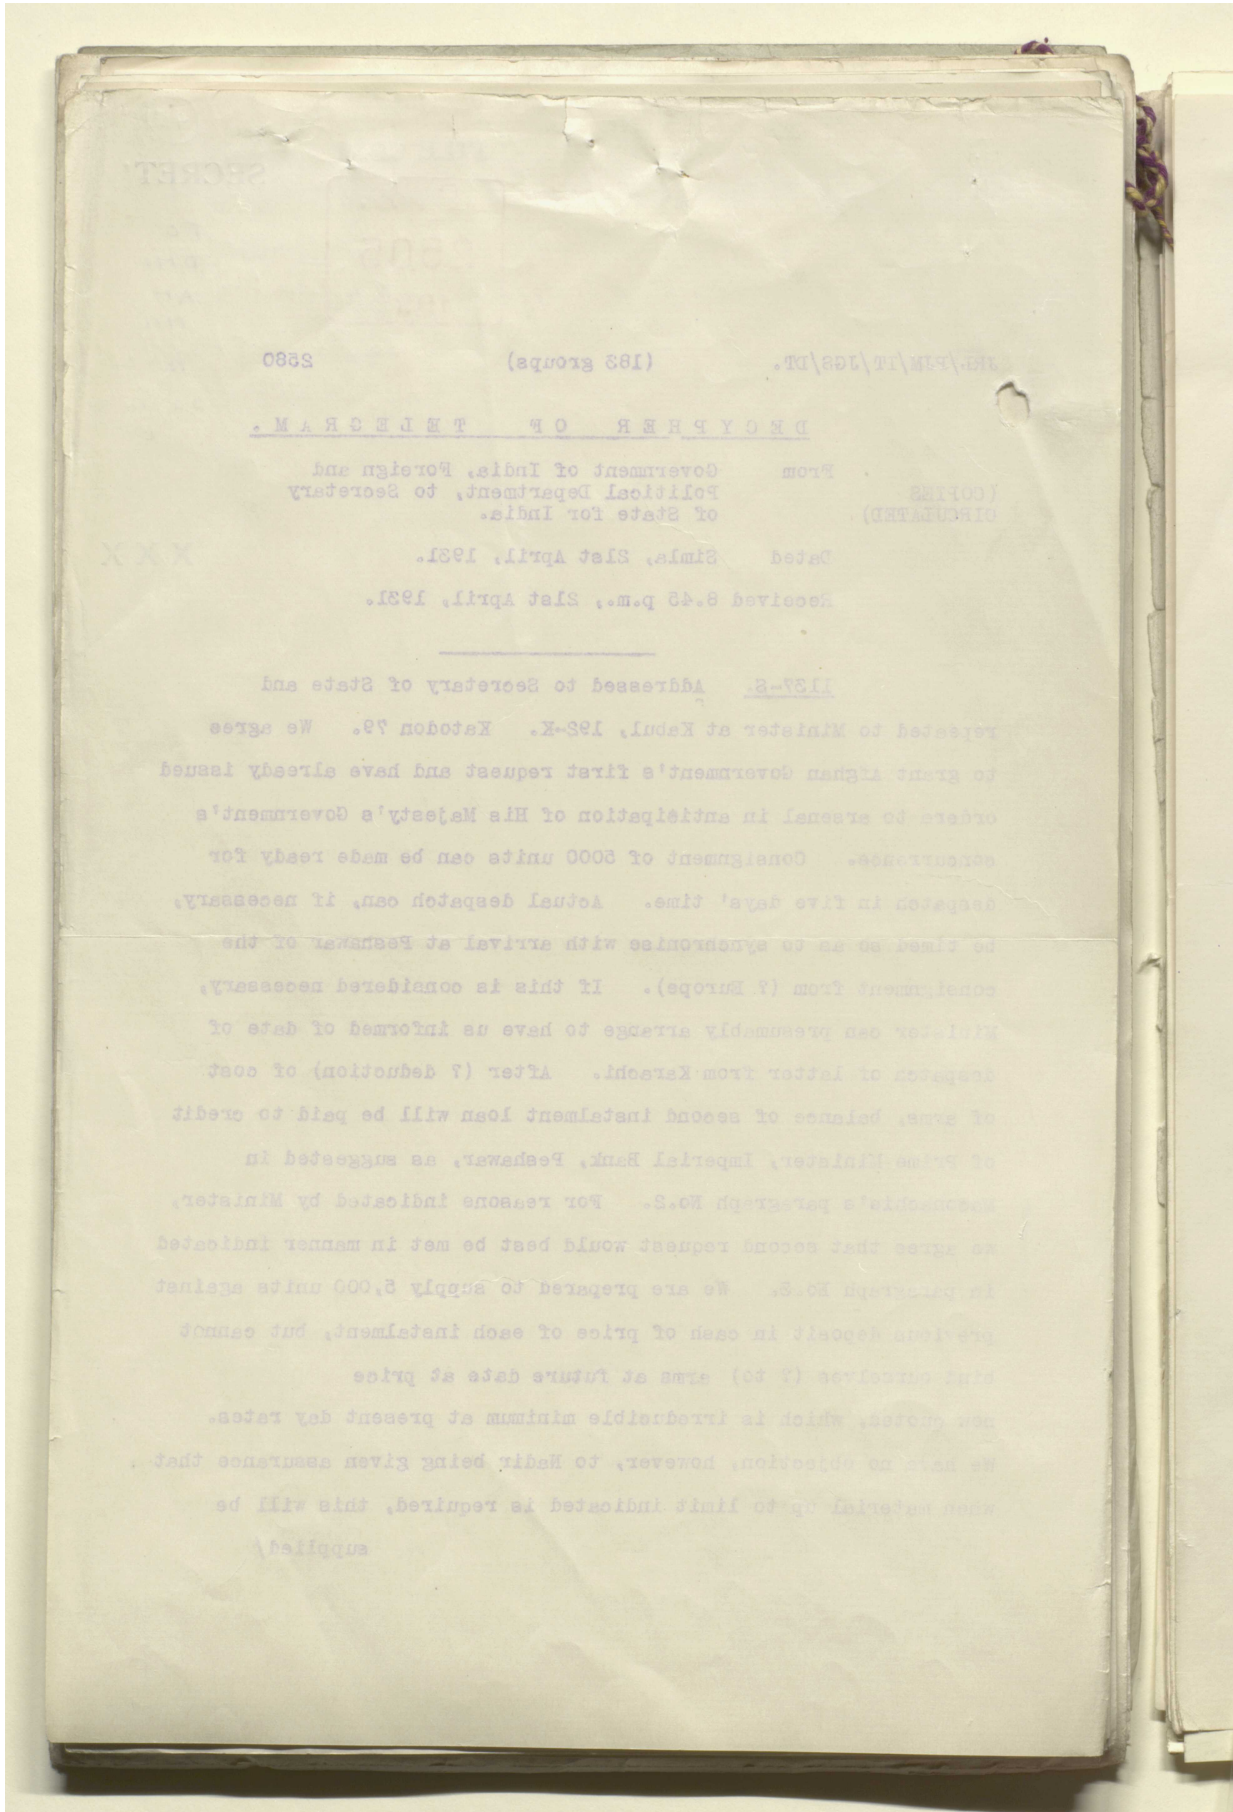 SECRET
JRG./PJM/TT/JGS/DT. (183 groups) 2580
DECYPHER OF TELEGRAM.
From Government of India, Foreign and
(COPIES Political Department, to Secretary
CIRCULATED) of State for India.
Dated Simla, 21st April, 1931.
X X X
Received 8.45 p.m., 21st April, 1931.
1137-S. Addressed to Secretary of State and
repeated to Minister at Kabul, 192-K. Katodon 79. We agree
to grant Afghan Government's first request and have already issued
orders to arsenal in anticipation of His Majesty's Government's
concurrence. Consignment of 5000 units can be made ready for
despatch in five days' time. Actual despatch can, if necessary,
be timed so as to synchronise with arrival at Peshawar of the
consignment from (? Europe). If this is considered necessary,
Minister can presumably arrange to have us informed of date of
despatch of latter from Karachi. After (? deduction) of cost
of arms, balance of second instalment loan will be paid to credit
of Prime Minister, Imperial Bank, Peshawar, as suggested in
Maconachie's paragraph No.2. For reasons indicated by Minister,
we agree that second request would best be met in manner indicated
in paragraph No. We are prepared to supply 5,000 units against
previous deposit in cash of price of each instalment, but cannot
bind ourselves (? to) arms at future date at price
now quoted, which is irreducible minimum at present day rates.
We have no objection, however, to Nadir being given assurance that
when material up to limit indicated is required, this will be
supplied/